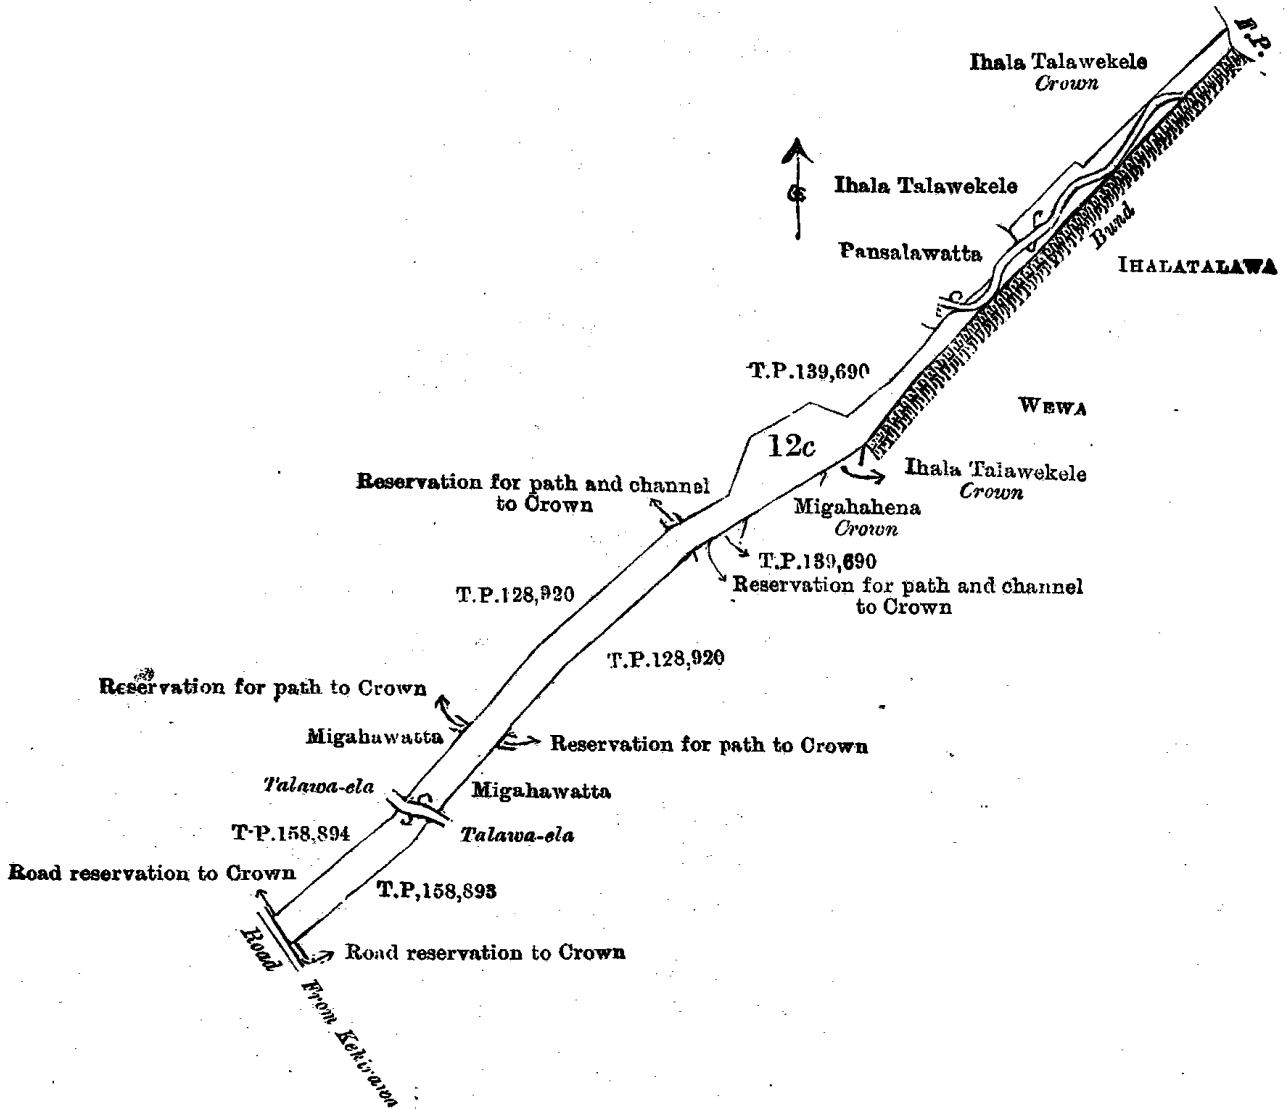 F.P.
Ihala Talawekele
Crown
Ihala Talawekele
Bund
Pansalawatta
IHALATALAWA
T.P.139,690
WEWA
12c
Ihala Talawekele
Crown
Reservation for path and channel
to Crown
Migahahena
Crown
T.P.139,690
Reservation for path and channel
to Crown
T.P.128,920
T.P.128,920
Reservation for path to Crown
Migahawatta
Reservation for path to Crown
Talawa-ela
Migahawatta
T.P.158,894
Talawa-ela
Road reservation to Crown
T.P,158,893
Road
Road reservation to Crown
From Kekirawa